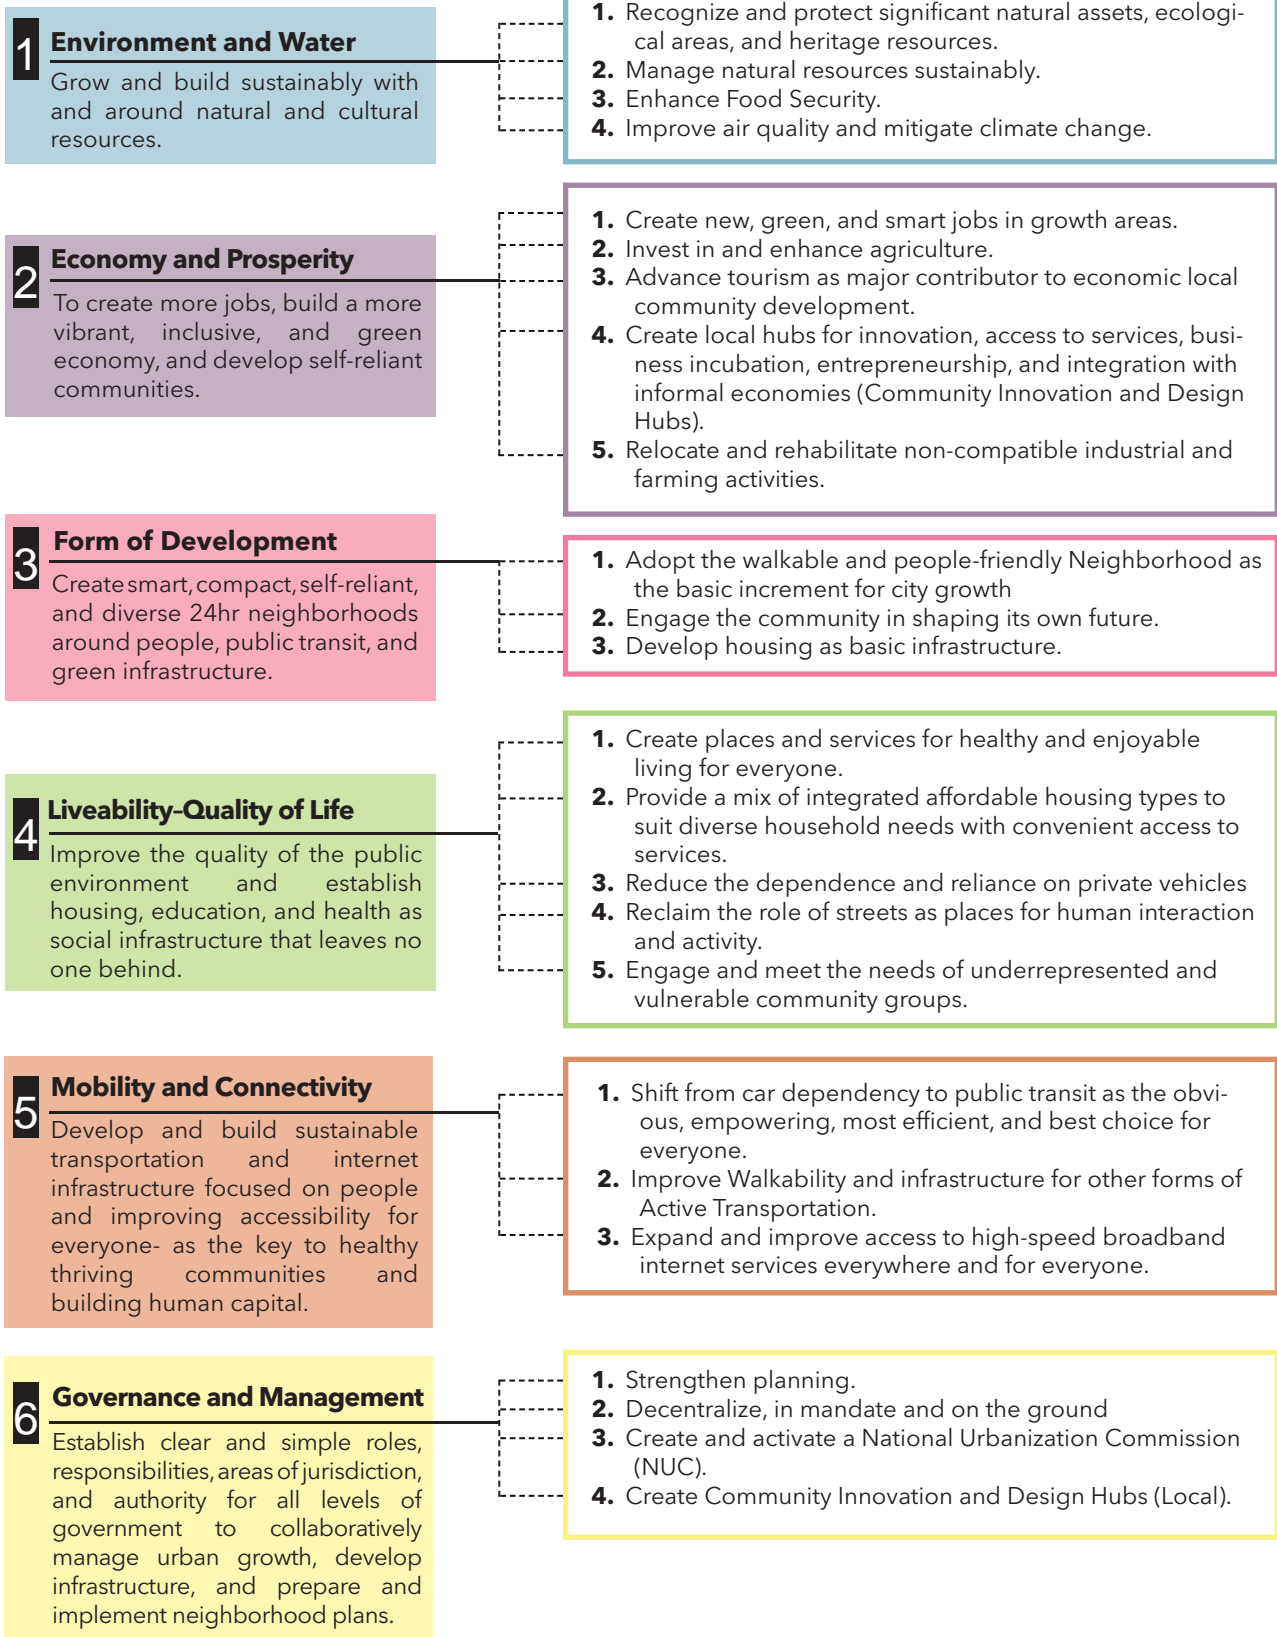 1
Environment and Water
Grow and build sustainably with
and around natural and cultural
resources.
1. Recognize and protect significant natural assets, ecologi-
cal areas, and heritage resources.
2. Manage natural resources sustainably.
3. Enhance Food Security.
4. Improve air quality and mitigate climate change.
2
Economy and Prosperity
To create more jobs, build a more
vibrant, inclusive, and green
economy, and develop self-reliant
communities.
1. Create new, green, and smart jobs in growth areas.
2. Invest in and enhance agriculture.
3. Advance tourism as major contributor to economic local
community development.
4. Create local hubs for innovation, access to services, busi-
ness incubation, entrepreneurship, and integration with
informal economies (Community Innovation and Design
Hubs).
5. Relocate and rehabilitate non-compatible industrial and
farming activities.
3
Form of Development
Create smart, compact, self-reliant,
and diverse 24hr neighborhoods
around people, public transit, and
green infrastructure.
1. Adopt the walkable and people-friendly Neighborhood as
the basic increment for city growth
2. Engage the community in shaping its own future.
3. Develop housing as basic infrastructure.
4
Liveability–Quality of Life
Improve the quality of the public
environment and establish
housing, education, and health as
social infrastructure that leaves no
one behind.
1. Create places and services for healthy and enjoyable
living for everyone.
2. Provide a mix of integrated affordable housing types to
suit diverse household needs with convenient access to
services.
3. Reduce the dependence and reliance on private vehicles
4. Reclaim the role of streets as places for human interaction
and activity.
5. Engage and meet the needs of underrepresented and
vulnerable community groups.
5
Mobility and Connectivity
Develop and build sustainable
transportation and internet
infrastructure focused on people
and improving accessibility for
everyone- as the key to healthy
thriving communities and
building human capital.
1. Shift from car dependency to public transit as the obvi-
ous, empowering, most efficient, and best choice for
everyone.
2. Improve Walkability and infrastructure for other forms of
Active Transportation.
3. Expand and improve access to high-speed broadband
internet services everywhere and for everyone.
6
Governance and Management
Establish clear and simple roles,
responsibilities, areas of jurisdiction,
and authority for all levels of
government to collaboratively
manage urban growth, develop
infrastructure, and prepare and
implement neighborhood plans.
1. Strengthen planning.
2. Decentralize, in mandate and on the ground
3. Create and activate a National Urbanization Commission
(NUC).
4. Create Community Innovation and Design Hubs (Local).